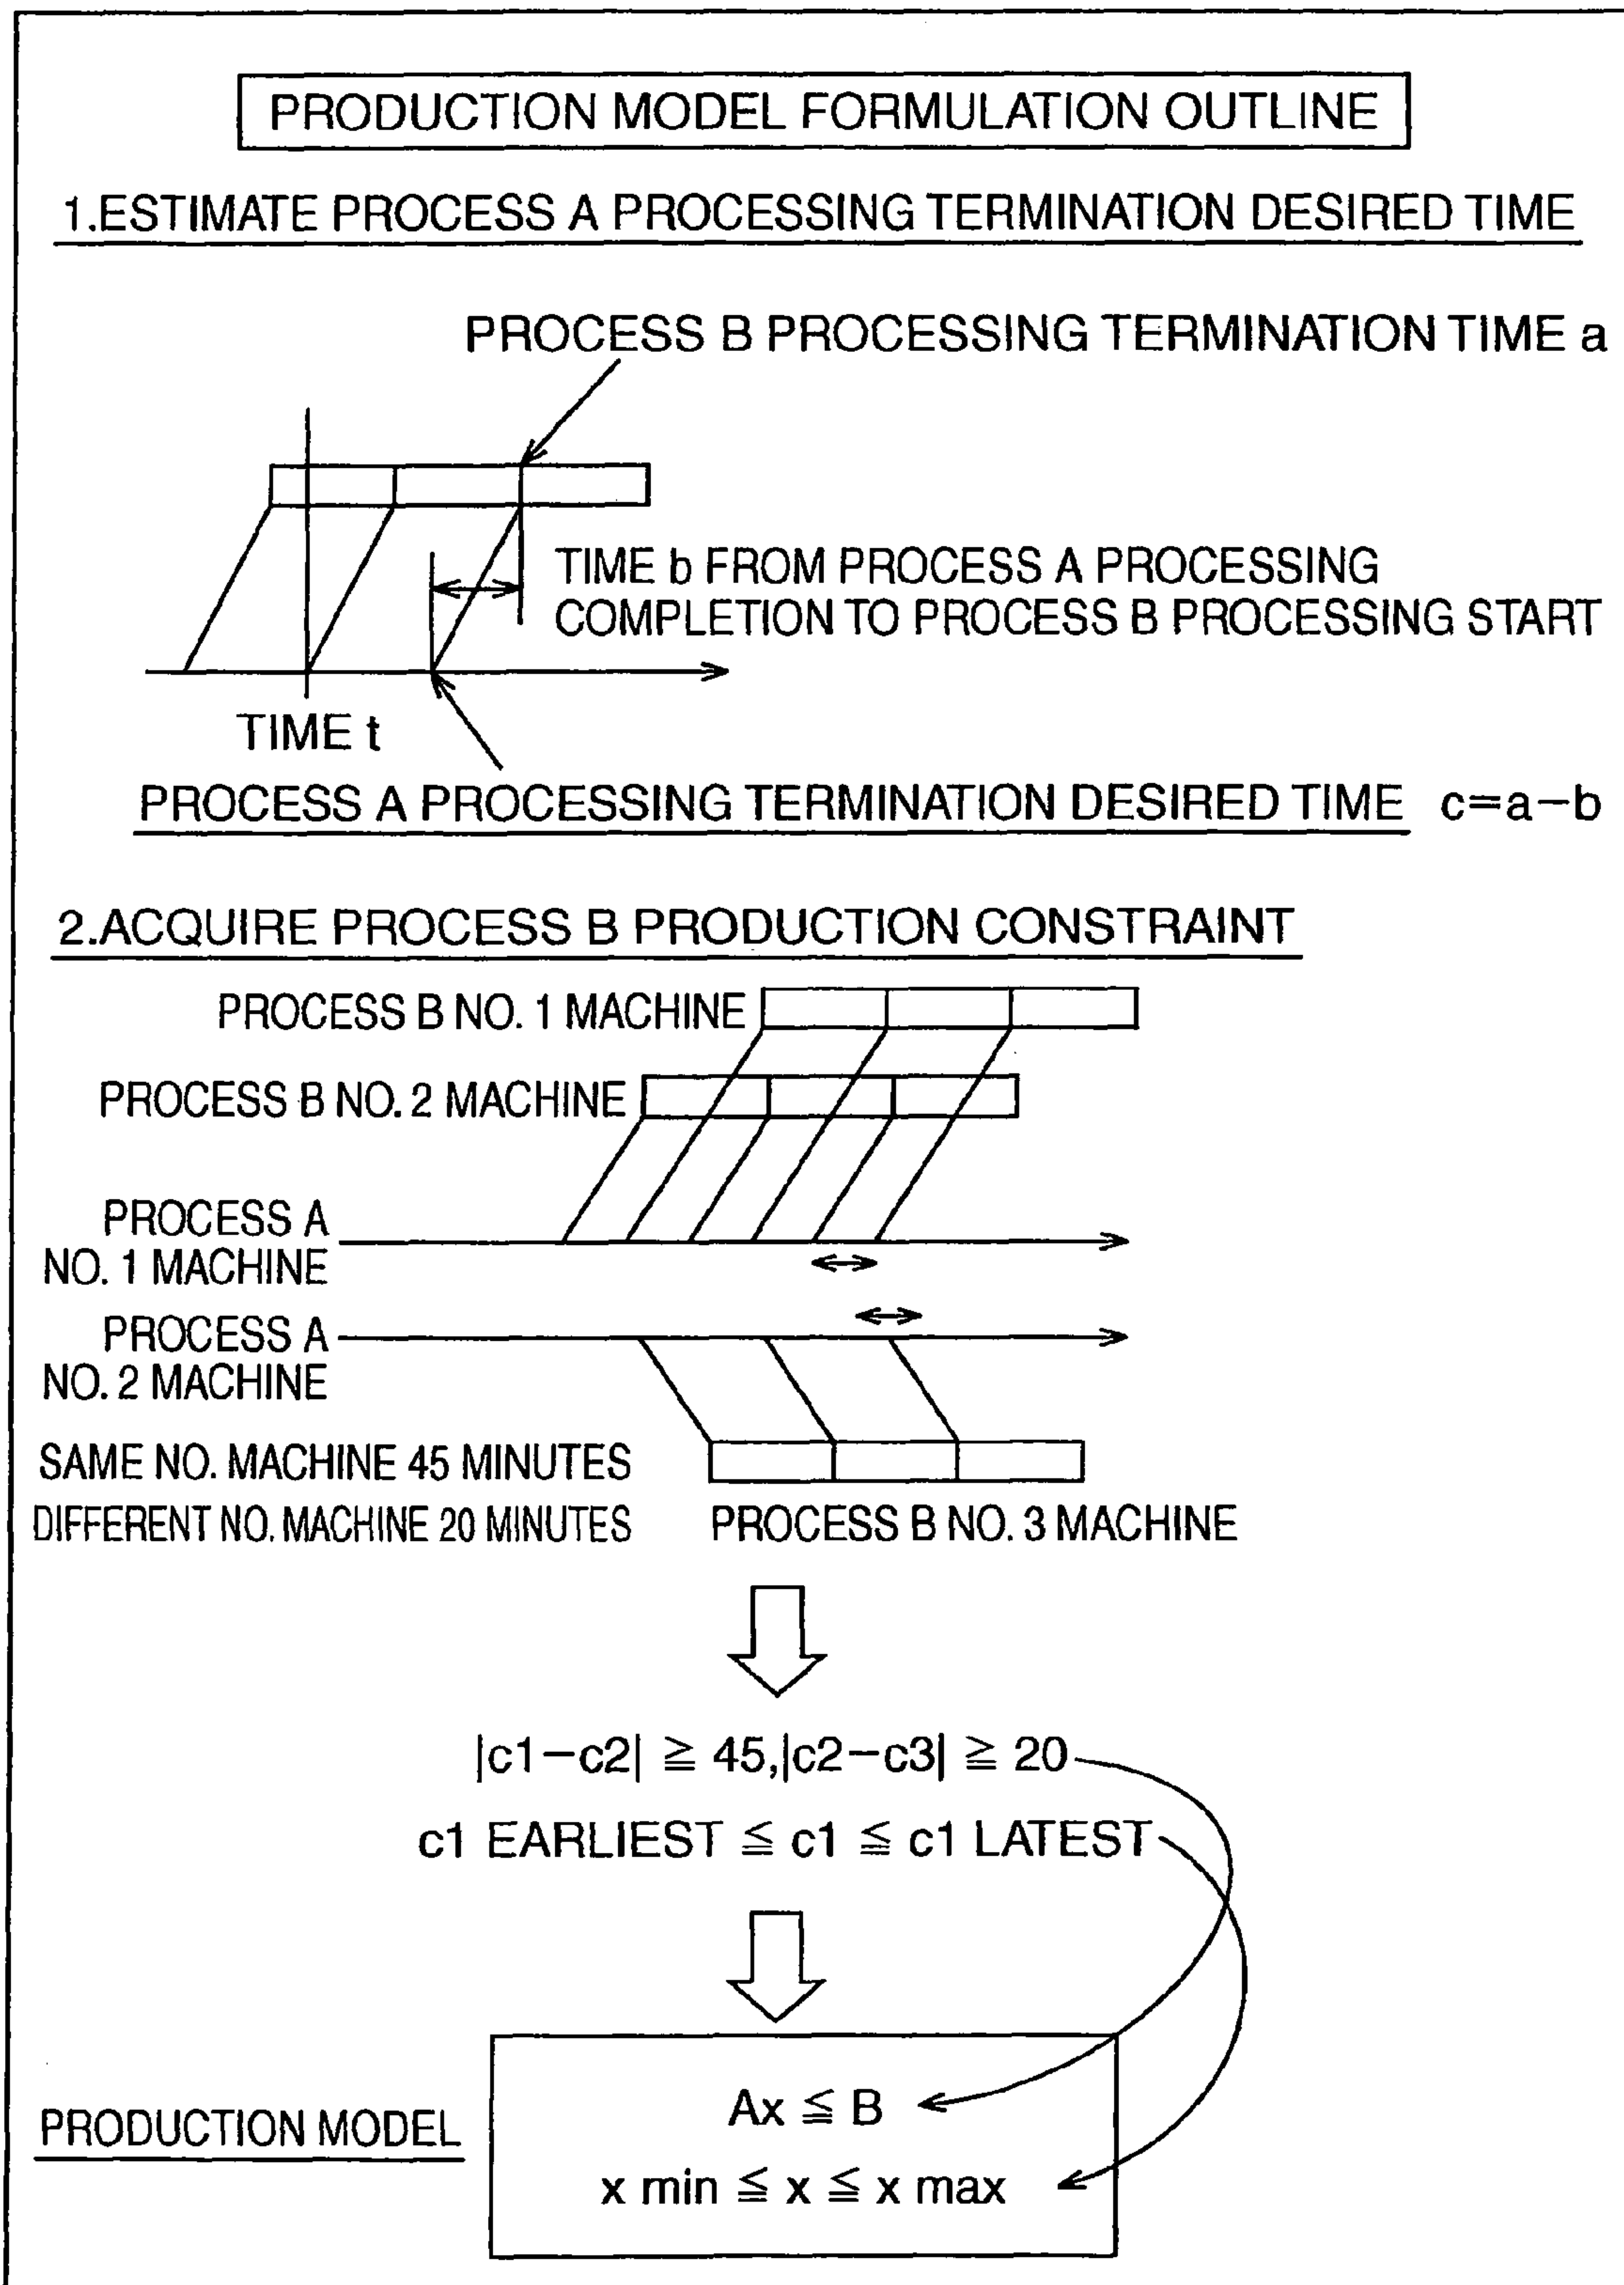 PRODUCTION MODEL FORMULATION OUTLINE
1.ESTIMATE PROCESS A PROCESSING TERMINATION DESIRED TIME
PROCESS B PROCESSING TERMINATION TIME a
TIME b FROM PROCESS A PROCESSING
COMPLETION TO PROCESS B PROCESSING START
TIME t
PROCESS A PROCESSING TERMINATION DESIRED TIME c=a−b
2.ACQUIRE PROCESS B PRODUCTION CONSTRAINT
PROCESS B NO. 1 MACHINE
PROCESS B NO. 2 MACHINE
PROCESS A
NO. 1 MACHINE
PROCESS A
NO. 2 MACHINE
SAME NO. MACHINE 45 MINUTES
DIFFERENT NO. MACHINE 20 MINUTES
PROCESS B NO. 3 MACHINE
|c1−c2| ≧ 45,|c2−c3| ≧ 20
c1 EARLIEST ≦ c1 ≦ c1 LATEST
PRODUCTION MODEL
Ax ≦ B
x min ≦ x ≦ x max